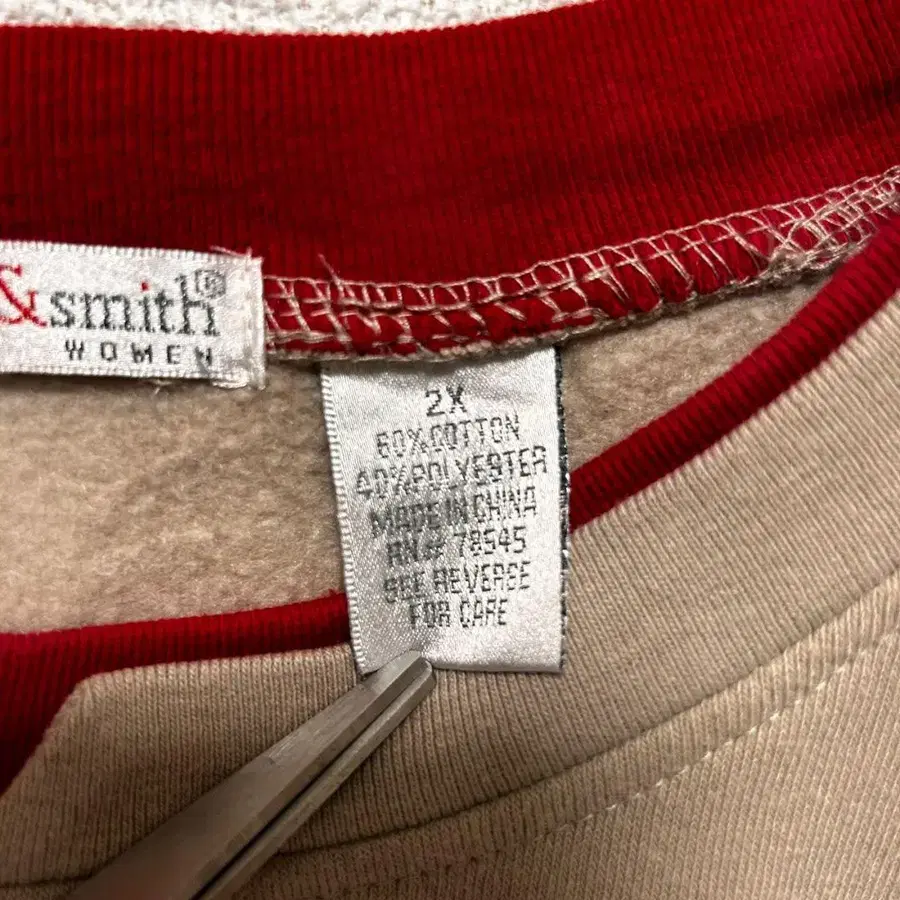 &smith®
WOMEN
2X
60% COTTON
40% POLYESTER
MADE IN CHINA
RN# 78545
SEE REVERSE
FOR CARE